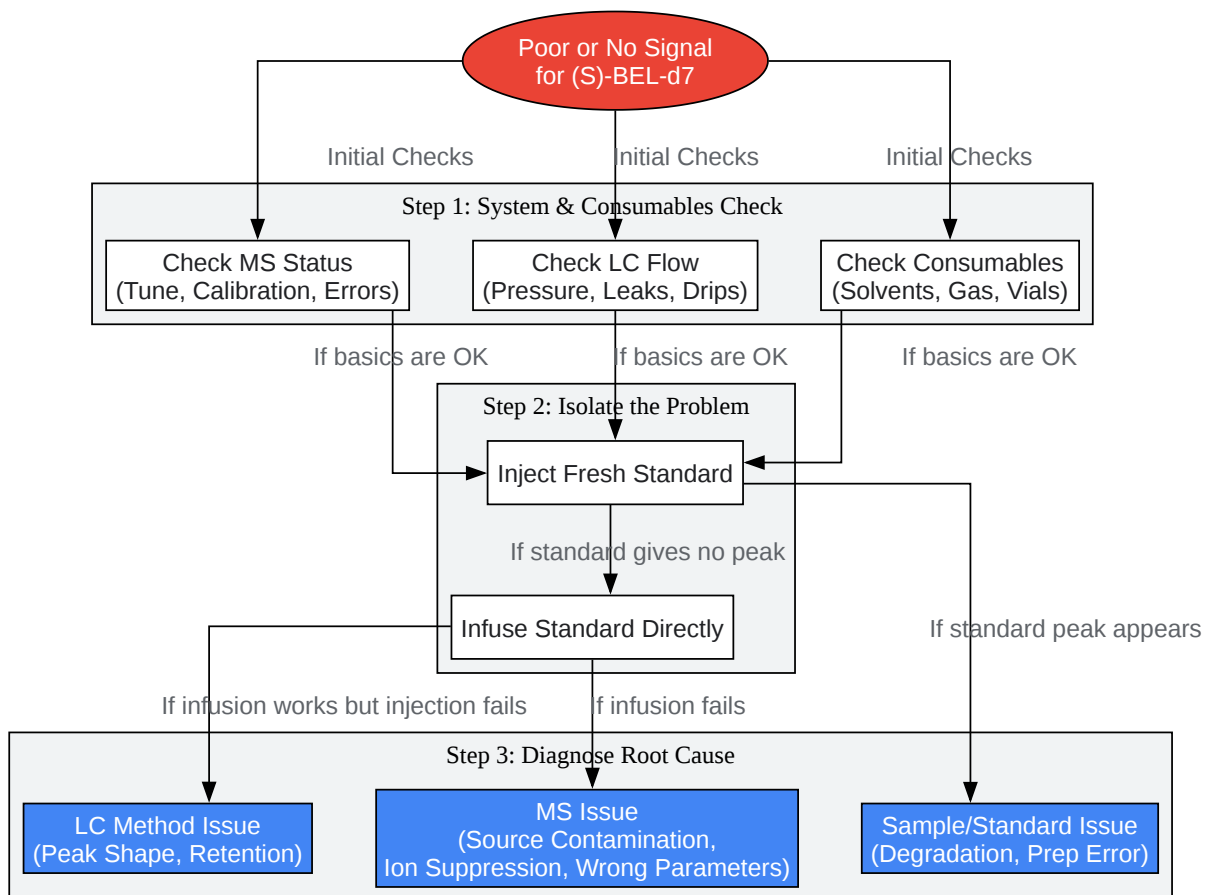 Poor or No Signal
for (S)-BEL-d7
Initial Checks
Initial Checks
Initial Checks
Step 1: System & Consumables Check
Check MS Status
(Tune, Calibration, Errors)
Check LC Flow
(Pressure, Leaks, Drips)
Check Consumables
(Solvents, Gas, Vials)
If basics are OK
If basics are OK
If basics are OK
Step 2: Isolate the Problem
Inject Fresh Standard
If standard gives no peak
Infuse Standard Directly
If standard peak appears
If infusion works but injection fails
If infusion fails
Step 3: Diagnose Root Cause
LC Method Issue
(Peak Shape, Retention)
MS Issue
(Source Contamination,
Ion Suppression, Wrong Parameters)
Sample/Standard Issue
(Degradation, Prep Error)